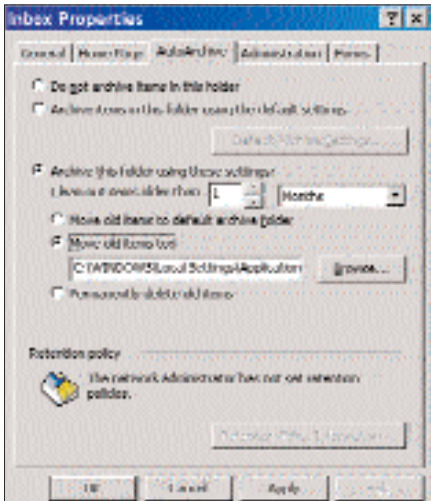 Inbox Properties
General Home Page AutoArchive Administration Forms
Do not archive items in this folder
Archive items in this folder using the default settings
Default Archive Settings...
Archive this folder using these settings:
Clean out items older than 1 Months
Move old items to default archive folder
Move old items to:
C:\WINDOWS\Local Settings\Application
Browse...
Permanently delete old items
Retention policy
The network Administrator has not set retention
policies.
OK Cancel Apply